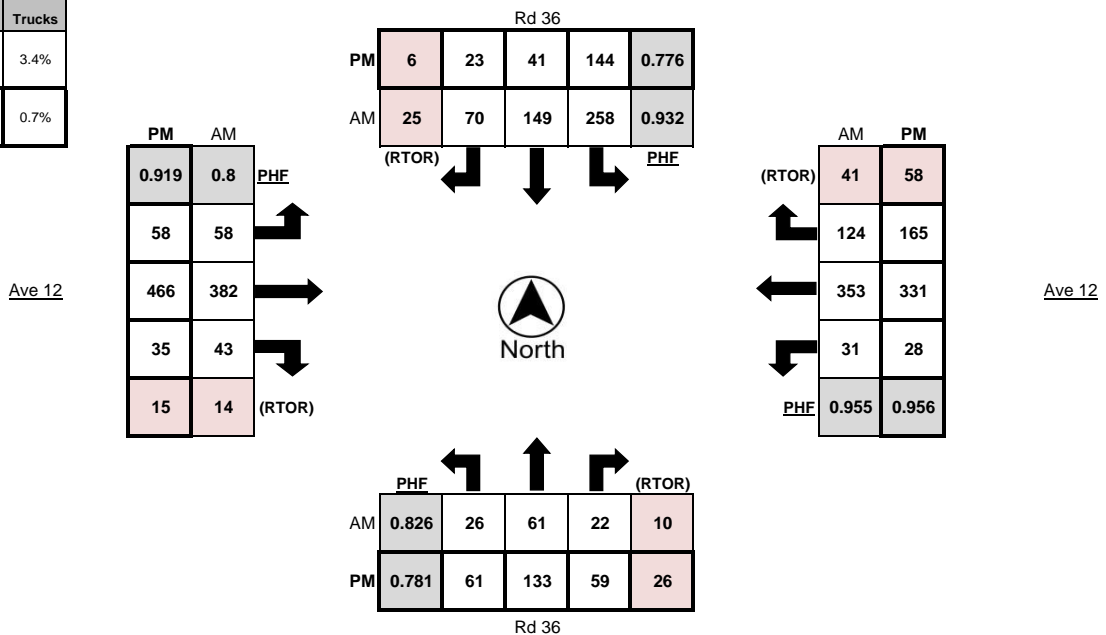 Trucks
3.4%
0.7%
Rd 36
PM 6 23 41 144 0.776
AM 25 70 149 258 0.932
(RTOR) PHF
PM AM
0.919 0.8 PHF
58 58
466 382
35 43
15 14 (RTOR)
Ave 12
North
AM PM
(RTOR) 41 58
124 165
353 331
31 28
PHF 0.955 0.956
Ave 12
PHF (RTOR)
AM 0.826 26 61 22 10
PM 0.781 61 133 59 26
Rd 36